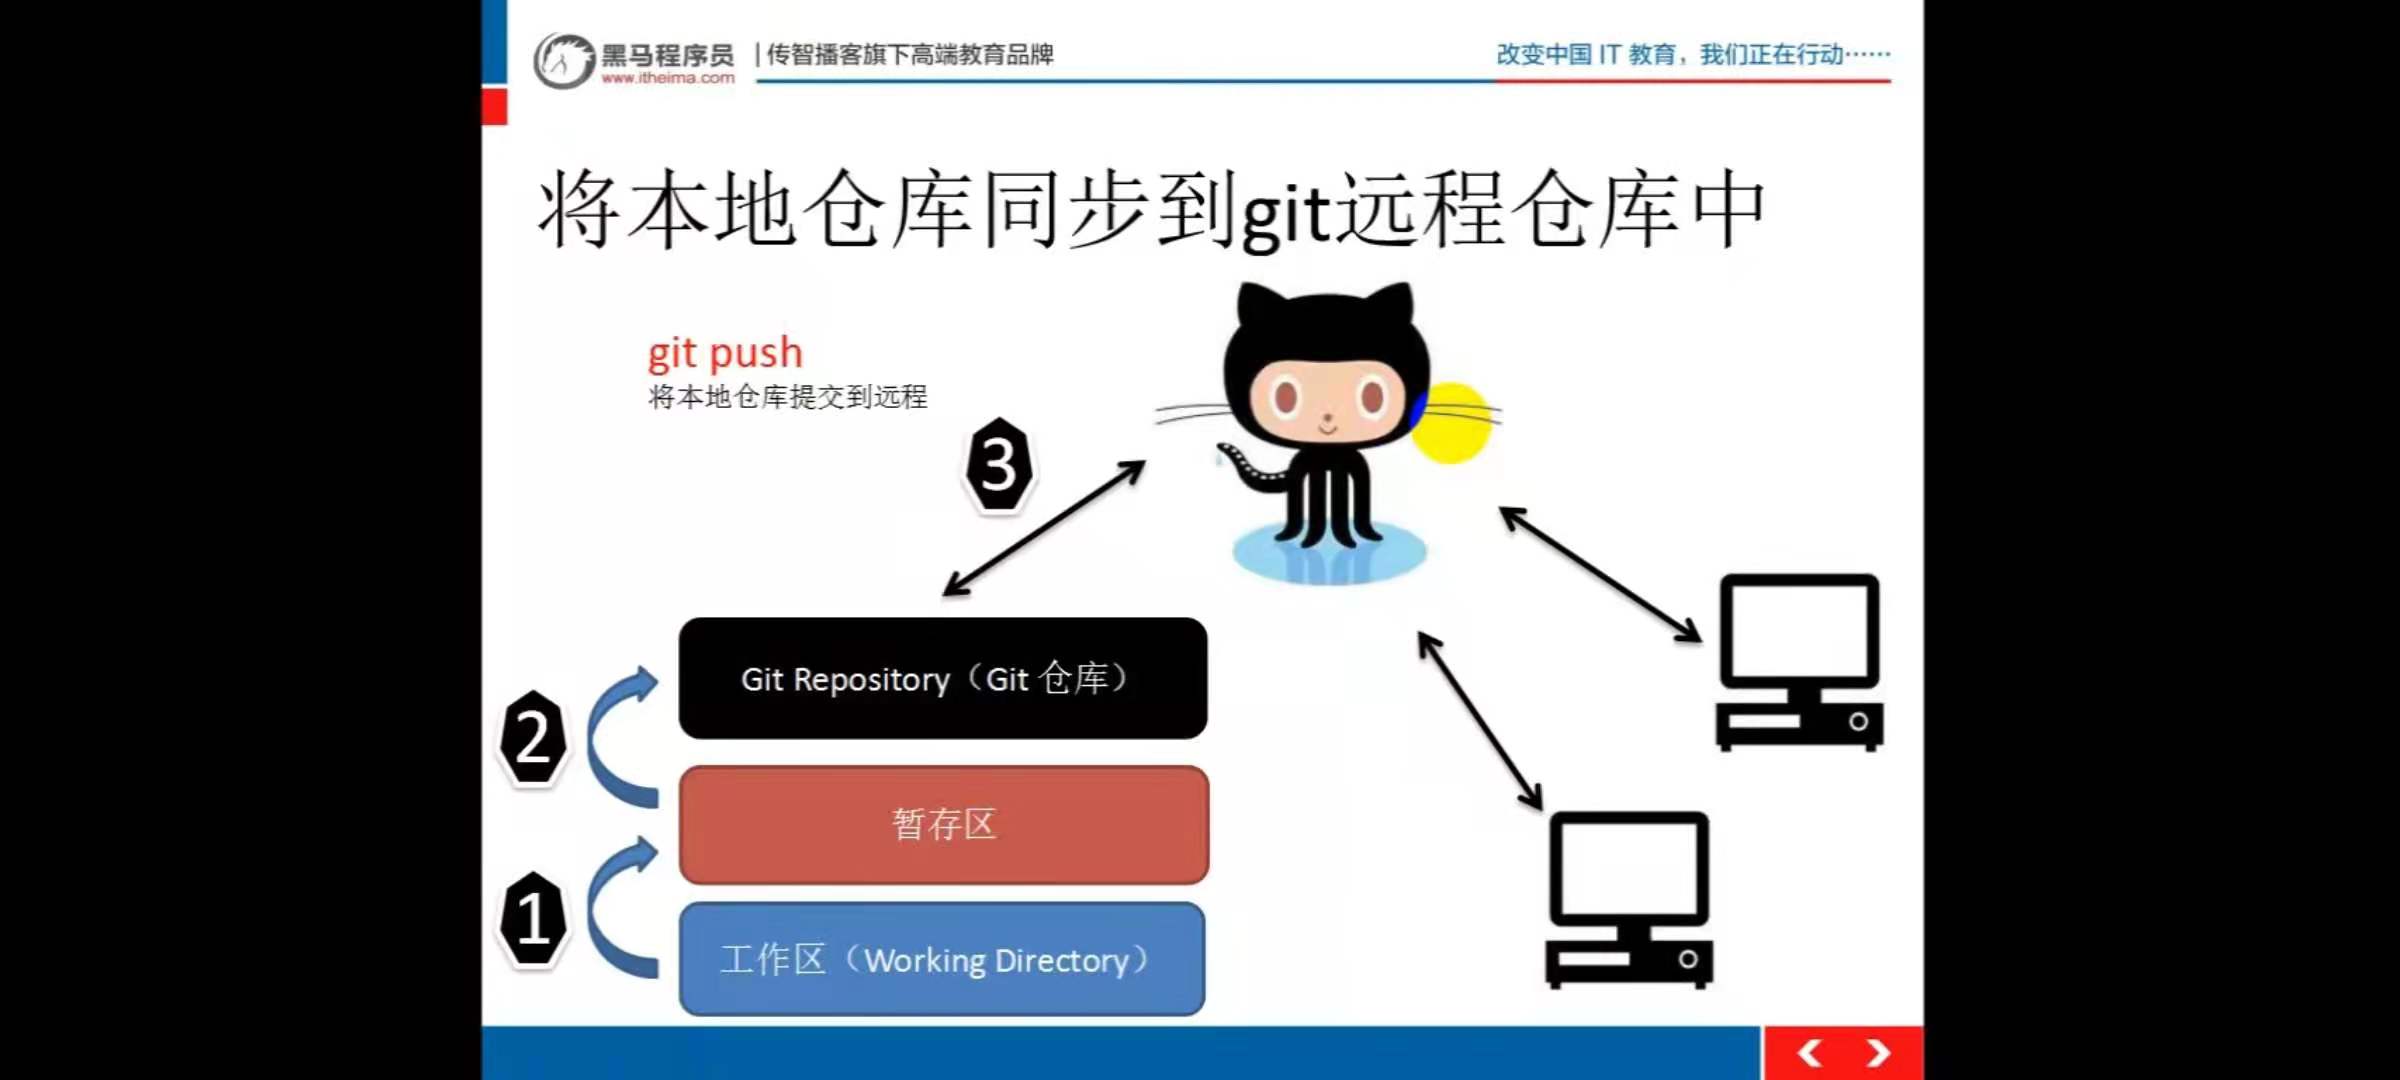 黑马程序员
www.itheima.com
传智播客旗下高端教育品牌
改变中国 IT 教育，我们正在行动……
将本地仓库同步到git远程仓库中
git push
将本地仓库提交到远程
3
Git Repository（Git 仓库）
2
暂存区
1
工作区（Working Directory）